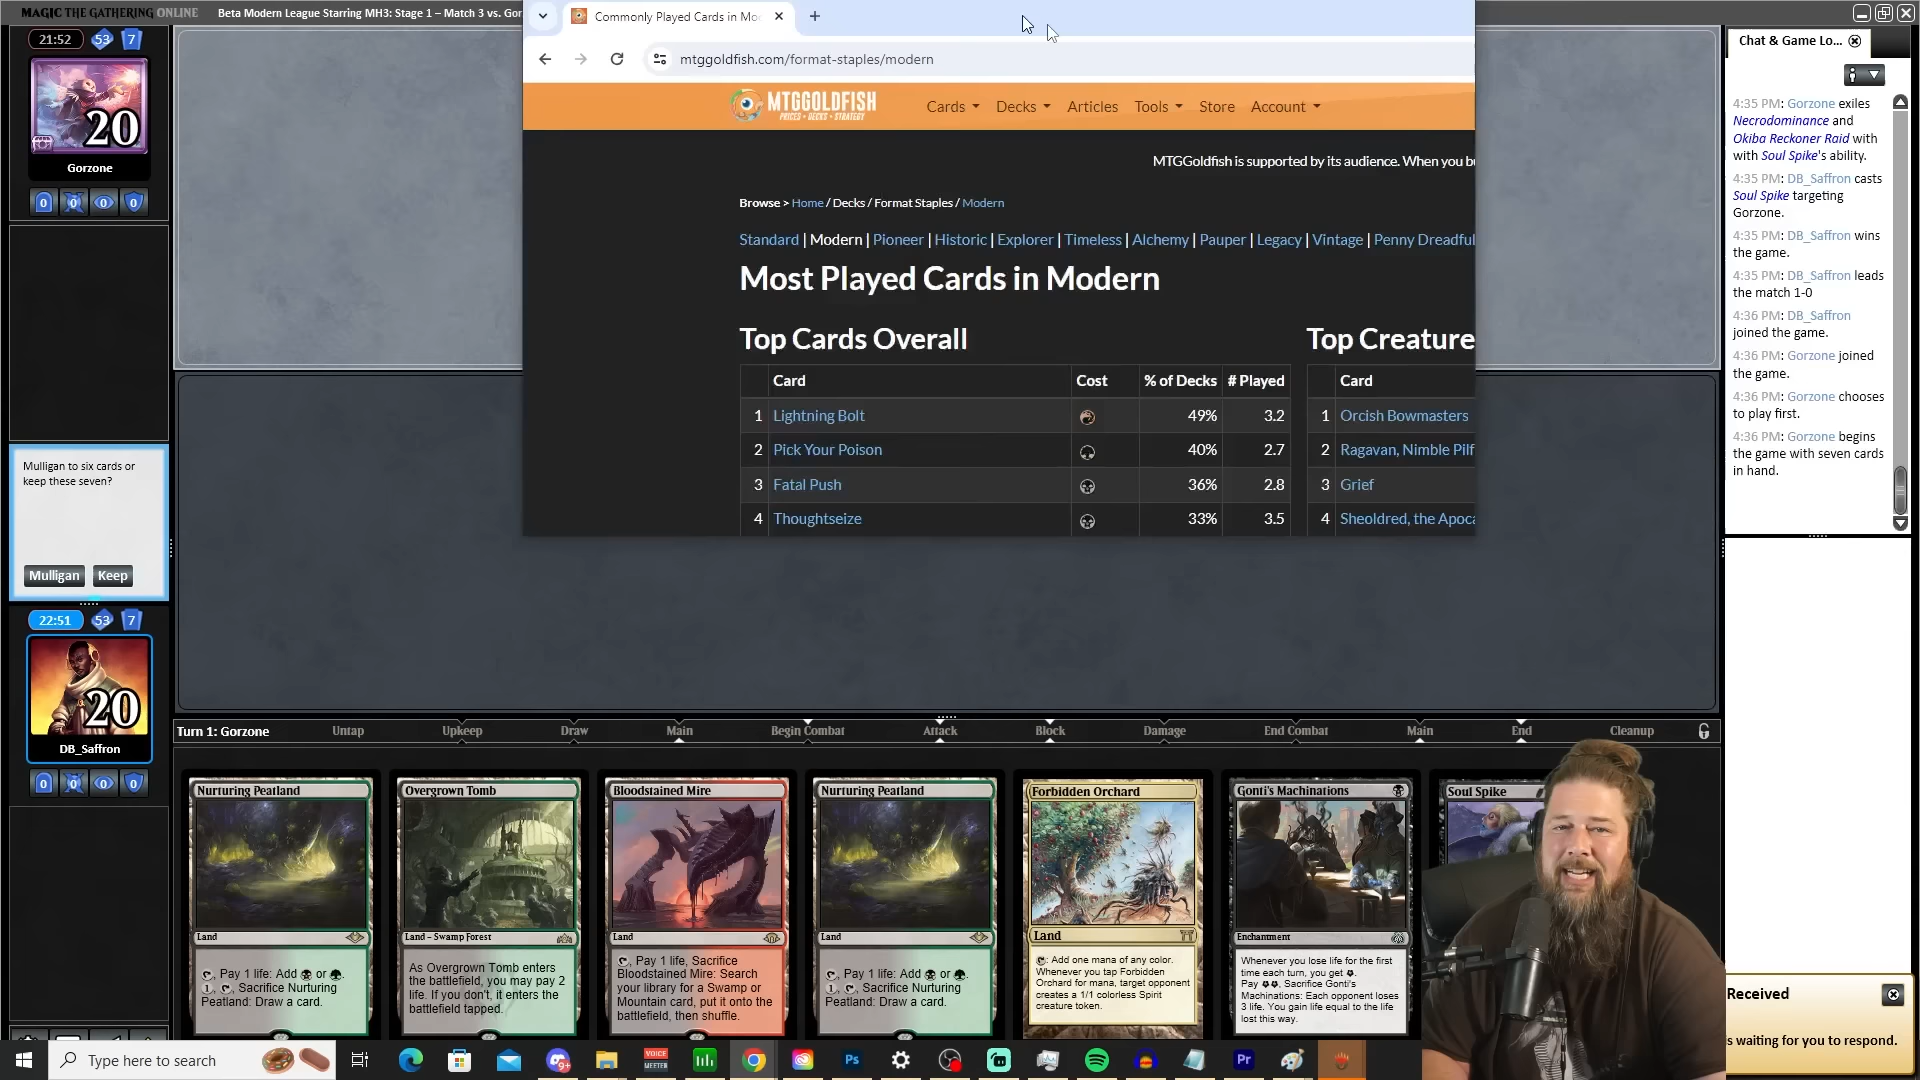 MAGIC THE GATHERING ONLINE
Beta Modern League Starring MH3: Stage 1 – Match 3 vs. Gor
21:52 53 7
20
Gorzone
0 0 0 0
Mulligan to six cards or
keep these seven?
Mulligan Keep
22:51 53 7
20
DB_Saffron
0 0 0 0
Commonly Played Cards in Mo
mtggoldfish.com/format-staples/modern
MTGGOLDFISH
PRICES • DECKS • STRATEGY
Cards Decks Articles Tools Store Account
MTGGoldfish is supported by its audience. When you bu
Browse > Home / Decks / Format Staples / Modern
Standard | Modern | Pioneer | Historic | Explorer | Timeless | Alchemy | Pauper | Legacy | Vintage | Penny Dreadful
Most Played Cards in Modern
Top Cards Overall
Card Cost % of Decks # Played
1 Lightning Bolt 49% 3.2
2 Pick Your Poison 40% 2.7
3 Fatal Push 36% 2.8
4 Thoughtseize 33% 3.5
Top Creature
Card
1 Orcish Bowmasters
2 Ragavan, Nimble Pilf
3 Grief
4 Sheoldred, the Apoca
Chat & Game Lo...
4:35 PM: Gorzone exiles
Necrodominance and
Okiba Reckoner Raid with
with Soul Spike's ability.
4:35 PM: DB_Saffron casts
Soul Spike targeting
Gorzone.
4:35 PM: DB_Saffron wins
the game.
4:35 PM: DB_Saffron leads
the match 1-0
4:36 PM: DB_Saffron
joined the game.
4:36 PM: Gorzone joined
the game.
4:36 PM: Gorzone chooses
to play first.
4:36 PM: Gorzone begins
the game with seven cards
in hand.
Turn 1: Gorzone Untap Upkeep Draw Main Begin Combat Attack Block Damage End Combat Main End Cleanup
Nurturing Peatland
Land
, Pay 1 life: Add or .
1, , Sacrifice Nurturing
Peatland: Draw a card.
Overgrown Tomb
Land – Swamp Forest
As Overgrown Tomb enters
the battlefield, you may pay 2
life. If you don't, it enters the
battlefield tapped.
Bloodstained Mire
Land
, Pay 1 life, Sacrifice
Bloodstained Mire: Search
your library for a Swamp or
Mountain card, put it onto the
battlefield, then shuffle.
Nurturing Peatland
Land
, Pay 1 life: Add or .
1, , Sacrifice Nurturing
Peatland: Draw a card.
Forbidden Orchard
Land
: Add one mana of any color.
Whenever you tap Forbidden
Orchard for mana, target opponent
creates a 1/1 colorless Spirit
creature token.
Gonti's Machinations
Enchantment
Whenever you lose life for the first
time each turn, you get .
Pay , Sacrifice Gonti's
Machinations: Each opponent loses
3 life. You gain life equal to the life
lost this way.
Soul Spike
Received
s waiting for you to respond.
Type here to search
9+
VOICE
MEETER
Ps
Pr